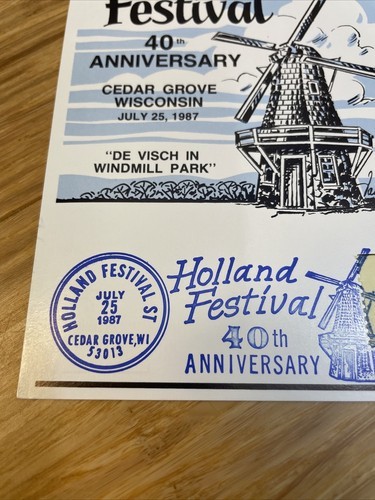 Festival
40th
ANNIVERSARY
CEDAR GROVE
WISCONSIN
JULY 25, 1987
"DE VISCH IN
WINDMILL PARK"
HOLLAND FESTIVAL ST
JULY
25
1987
CEDAR GROVE, WI
53013
Holland
Festival
40th
ANNIVERSARY